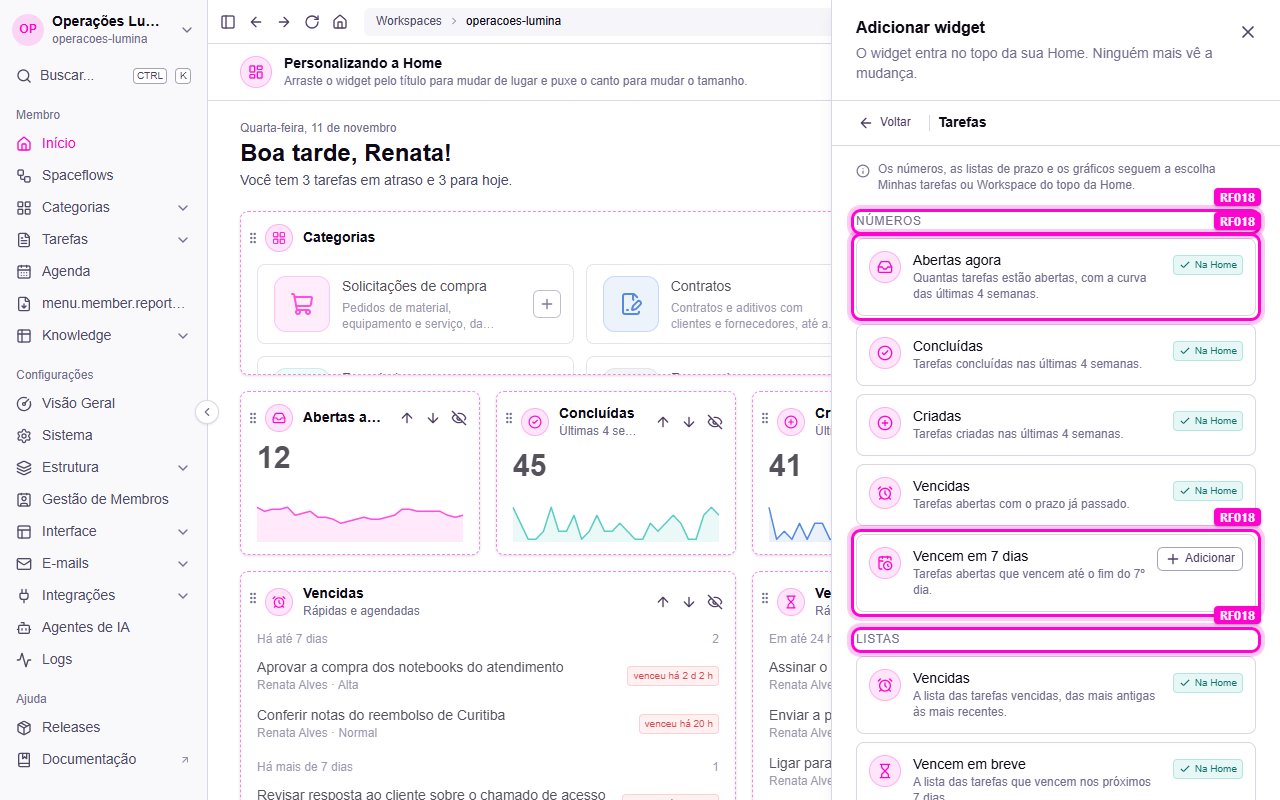 OP
Operações Lu...
operacoes-lumina
Buscar...
CTRL K
Membro
Início
Spaceflows
Categorias
Tarefas
Agenda
menu.member.report...
Knowledge
Configurações
Visão Geral
Sistema
Estrutura
Gestão de Membros
Interface
E-mails
Integrações
Agentes de IA
Logs
Ajuda
Releases
Documentação
Workspaces > operacoes-lumina
Personalizando a Home
Arraste o widget pelo título para mudar de lugar e puxe o canto para mudar o tamanho.
Quarta-feira, 11 de novembro
Boa tarde, Renata!
Você tem 3 tarefas em atraso e 3 para hoje.
Categorias
Solicitações de compra
Pedidos de material,
equipamento e serviço, da...
Contratos
Contratos e aditivos com
clientes e fornecedores, até a
Abertas a...
12
Concluídas
Últimas 4 se...
45
Cr
Últ
41
Vencidas
Rápidas e agendadas
Há até 7 dias 2
Aprovar a compra dos notebooks do atendimento
Renata Alves · Alta
venceu há 2 d 2 h
Conferir notas do reembolso de Curitiba
Renata Alves · Normal
venceu há 20 h
Há mais de 7 dias 1
Revisar resposta ao cliente sobre o chamado de acesso
Ve
Rá
Em até 24 h
Assinar o
Renata Alve
Enviar a p
Renata Alve
Ligar para
Renata Alve
Adicionar widget
O widget entra no topo da sua Home. Ninguém mais vê a
mudança.
Voltar
Tarefas
Os números, as listas de prazo e os gráficos seguem a escolha
Minhas tarefas ou Workspace do topo da Home.
RF018
NÚMEROS
RF018
Abertas agora
Quantas tarefas estão abertas, com a curva
das últimas 4 semanas.
Na Home
Concluídas
Tarefas concluídas nas últimas 4 semanas.
Na Home
Criadas
Tarefas criadas nas últimas 4 semanas.
Na Home
Vencidas
Tarefas abertas com o prazo já passado.
Na Home
RF018
Vencem em 7 dias
Tarefas abertas que vencem até o fim do 7º
dia.
Adicionar
RF018
LISTAS
Vencidas
A lista das tarefas vencidas, das mais antigas
às mais recentes.
Na Home
Vencem em breve
A lista das tarefas que vencem nos próximos
7 dias.
Na Home